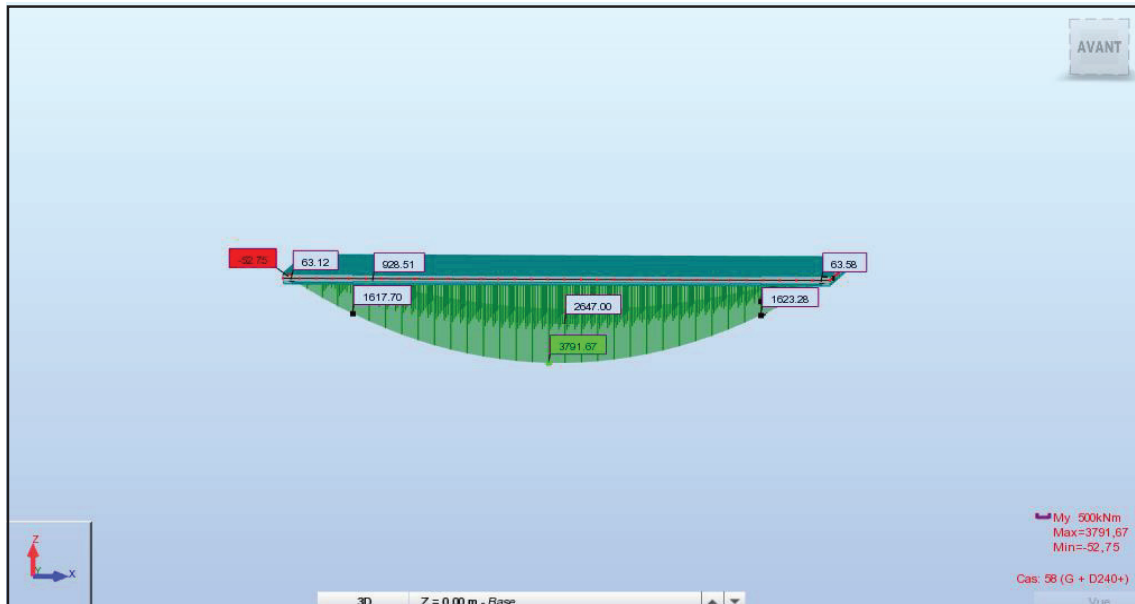 AVANT
-52.75
63.12
928.51
63.58
1617.70
2647.00
1623.28
3791.67
My 500kNm
Max=3791,67
Min=-52,75
Cas: 58 (G + D240+)
Z
Y
X
3D Z = 0.00 m - Base
Vue